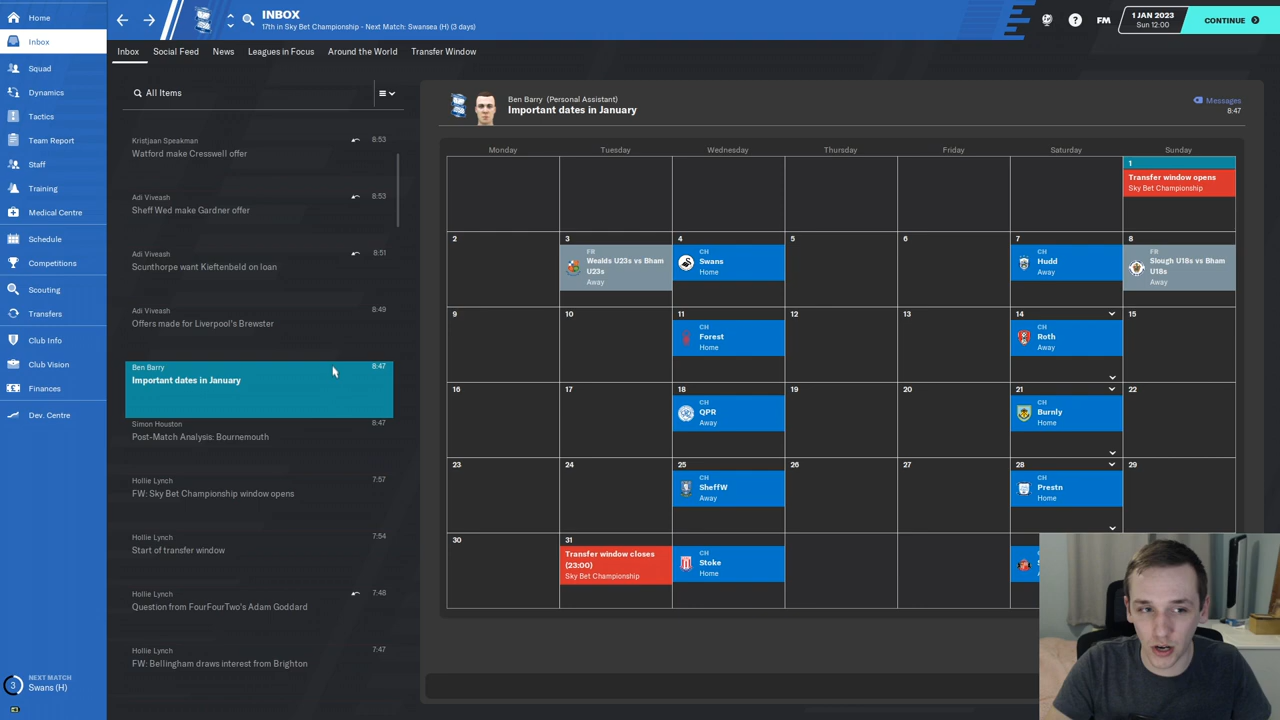 Home
Inbox
Squad
Dynamics
Tactics
Team Report
Staff
Training
Medical Centre
Schedule
Competitions
Scouting
Transfers
Club Info
Club Vision
Finances
Dev. Centre
3
NEXT MATCH
Swans (H)
INBOX
17th in Sky Bet Championship - Next Match: Swansea (H) (3 days)
?
FM
1 JAN 2023
Sun 12:00
CONTINUE
Inbox
Social Feed
News
Leagues in Focus
Around the World
Transfer Window
All Items
Kristjaan Speakman
8:53
Watford make Cresswell offer
Adi Viveash
8:53
Sheff Wed make Gardner offer
Adi Viveash
8:51
Scunthorpe want Kieftenbeld on loan
Adi Viveash
8:49
Offers made for Liverpool's Brewster
Ben Barry
8:47
Important dates in January
Simon Houston
8:47
Post-Match Analysis: Bournemouth
Hollie Lynch
7:57
FW: Sky Bet Championship window opens
Hollie Lynch
7:54
Start of transfer window
Hollie Lynch
7:48
Question from FourFourTwo's Adam Goddard
Hollie Lynch
7:47
FW: Bellingham draws interest from Brighton
Ben Barry (Personal Assistant)
Important dates in January
Messages
8:47
Monday
Tuesday
Wednesday
Thursday
Friday
Saturday
Sunday
1
Transfer window opens
Sky Bet Championship
2
3
FR
Wealds U23s vs Bham
U23s
Away
4
CH
Swans
Home
5
6
7
CH
Hudd
Away
8
FR
Slough U18s vs Bham
U18s
Away
9
10
11
CH
Forest
Home
12
13
14
CH
Roth
Away
15
16
17
18
CH
QPR
Away
19
20
21
CH
Burnly
Home
22
23
24
25
CH
SheffW
Away
26
27
28
CH
Prestn
Home
29
30
31
Transfer window closes
(23:00)
Sky Bet Championship
CH
Stoke
Home